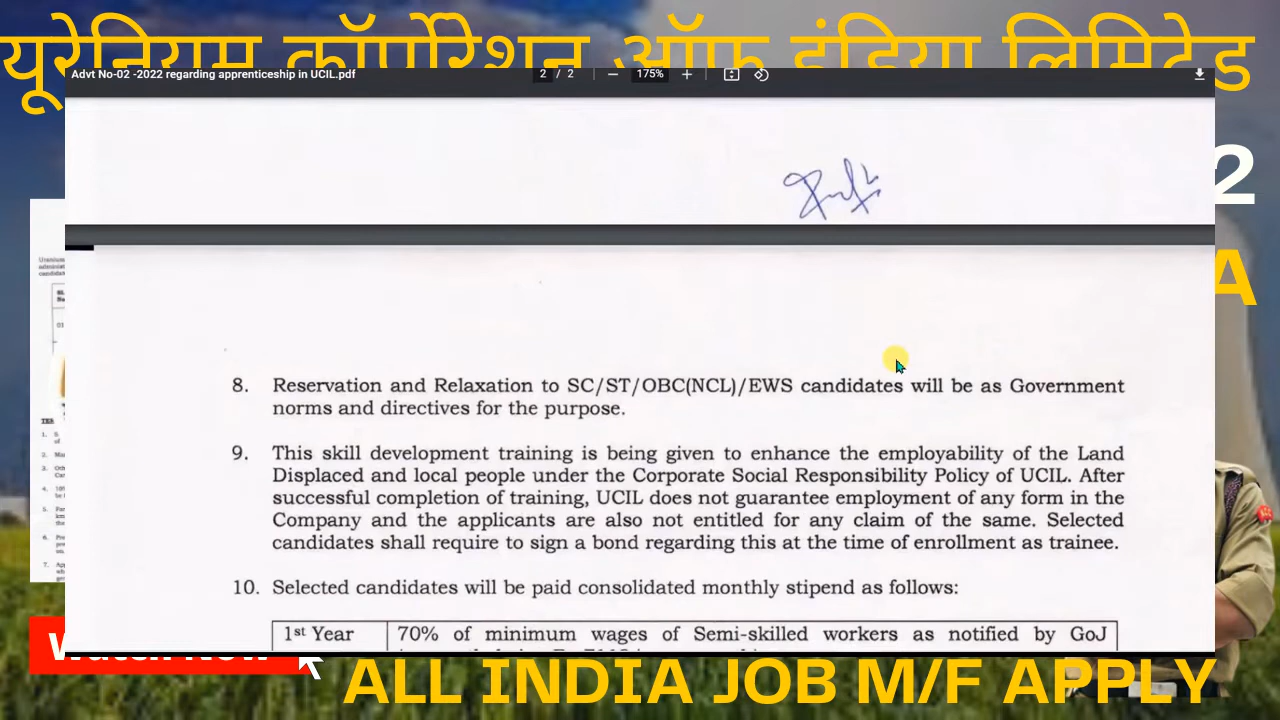 यूरेनियम कॉर्पोरेशन ऑफ इंडिया लिमिटेड
Advt No-02 -2022 regarding apprenticeship in UCIL.pdf
2 / 2
175%
2
A
8. Reservation and Relaxation to SC/ST/OBC(NCL)/EWS candidates will be as Government
norms and directives for the purpose.
9. This skill development training is being given to enhance the employability of the Land
Displaced and local people under the Corporate Social Responsibility Policy of UCIL. After
successful completion of training, UCIL does not guarantee employment of any form in the
Company and the applicants are also not entitled for any claim of the same. Selected
candidates shall require to sign a bond regarding this at the time of enrollment as trainee.
10. Selected candidates will be paid consolidated monthly stipend as follows:
1st Year 70% of minimum wages of Semi-skilled workers as notified by GoJ
Watch Now
ALL INDIA JOB M/F APPLY